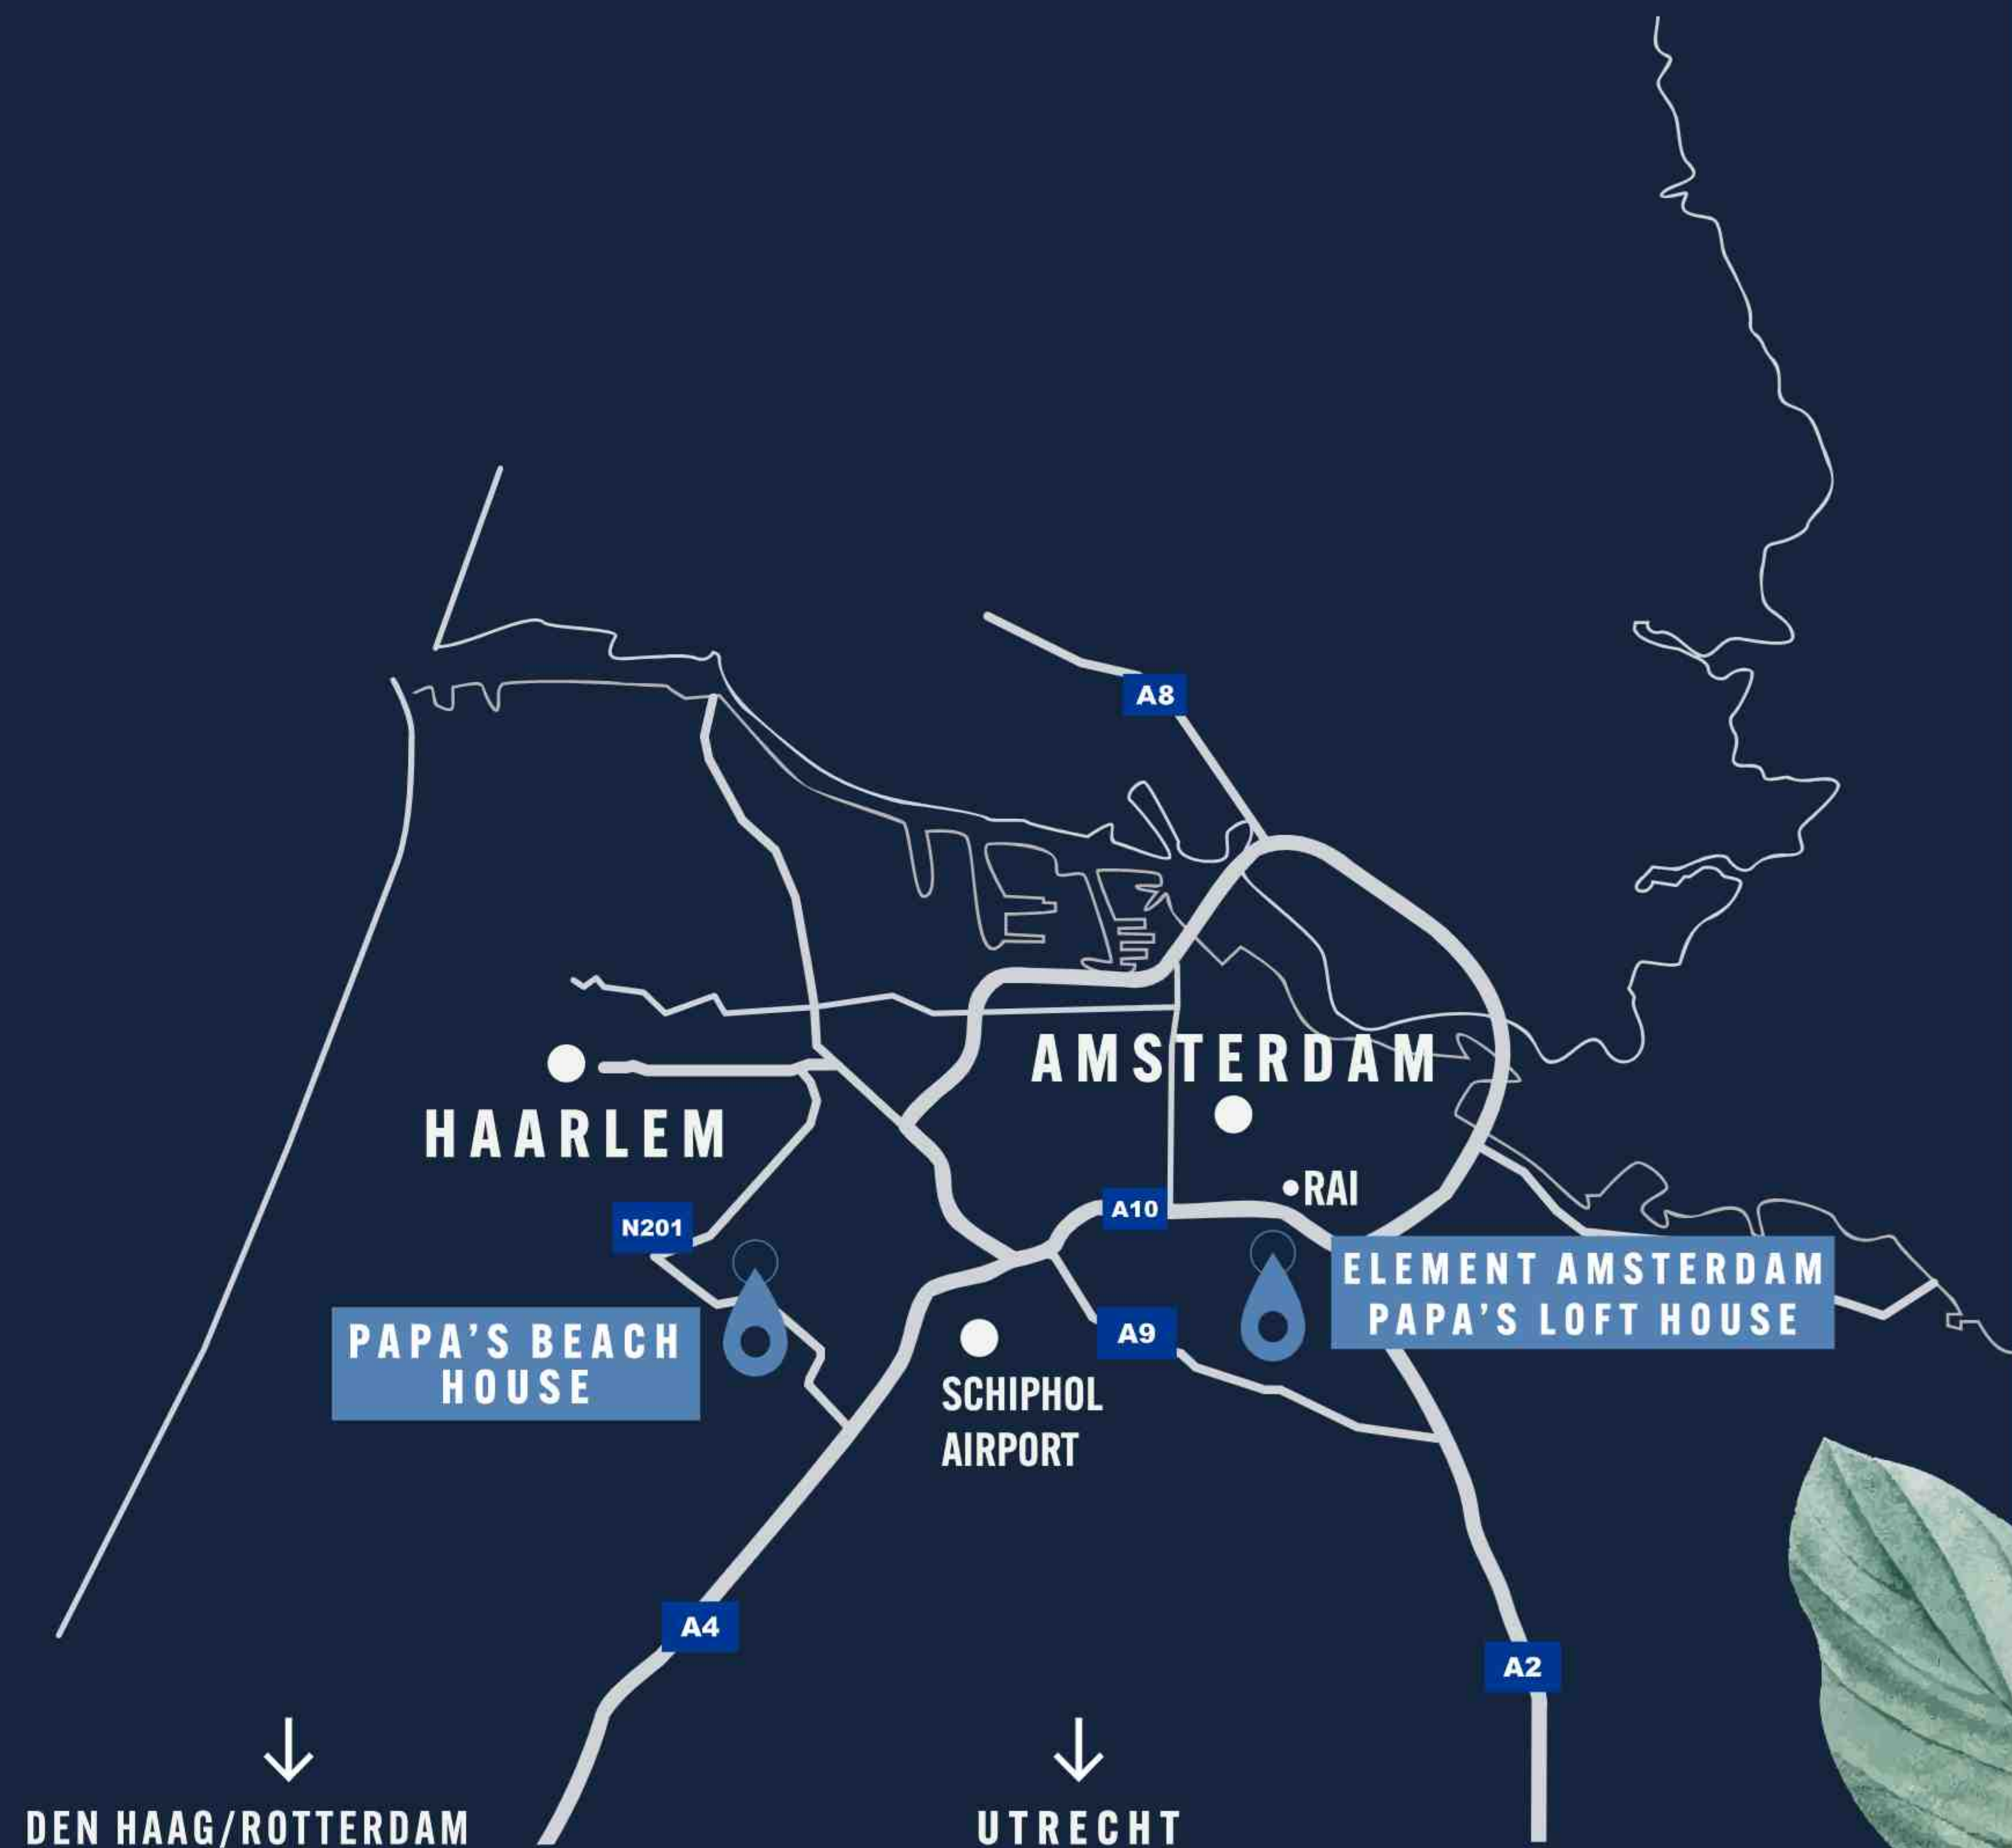 A8
AMSTERDAM
HAARLEM
RAI
A10
N201
ELEMENT AMSTERDAM
PAPA'S LOFT HOUSE
PAPA'S BEACH
HOUSE
A9
SCHIPHOL
AIRPORT
A4
A2
DEN HAAG/ROTTERDAM
UTRECHT